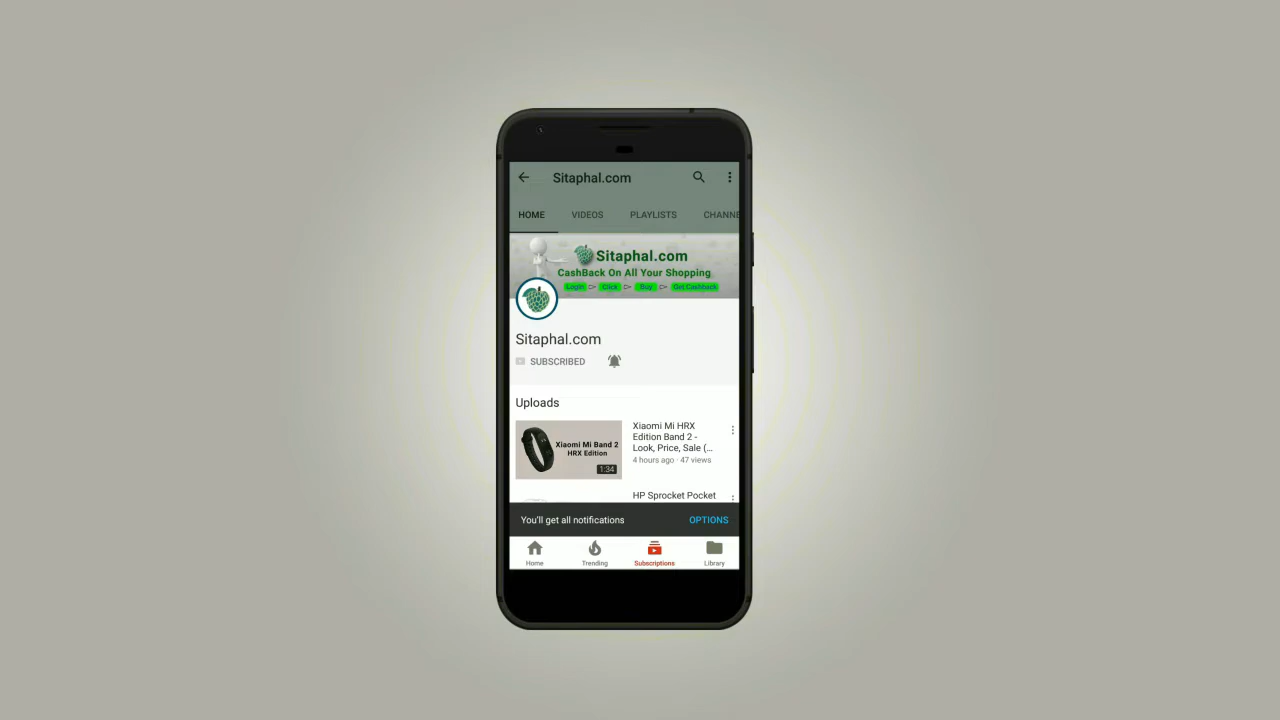 Sitaphal.com
HOME VIDEOS PLAYLISTS CHANNE
Sitaphal.com
CashBack On All Your Shopping
Login Click Buy Get Cashback
Sitaphal.com
SUBSCRIBED
Uploads
Xiaomi Mi Band 2
HRX Edition
1:34
Xiaomi Mi HRX
Edition Band 2 -
Look, Price, Sale (...
4 hours ago · 47 views
HP Sprocket Pocket
You'll get all notifications OPTIONS
Home Trending Subscriptions Library